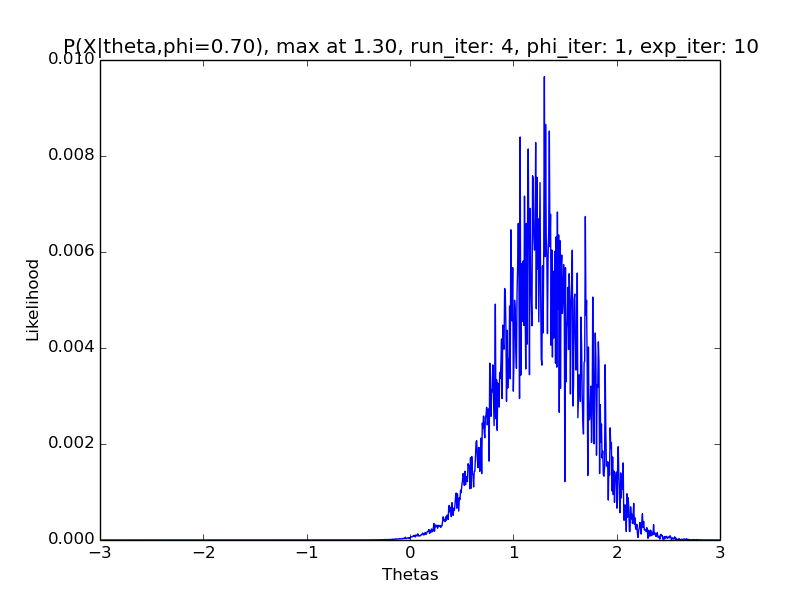 P(X|theta,phi=0.70), max at 1.30, run_iter: 4, phi_iter: 1, exp_iter: 10
0.010
0.008
0.006
0.004
0.002
0.000
Likelihood
−3 −2 −1 0 1 2 3
Thetas